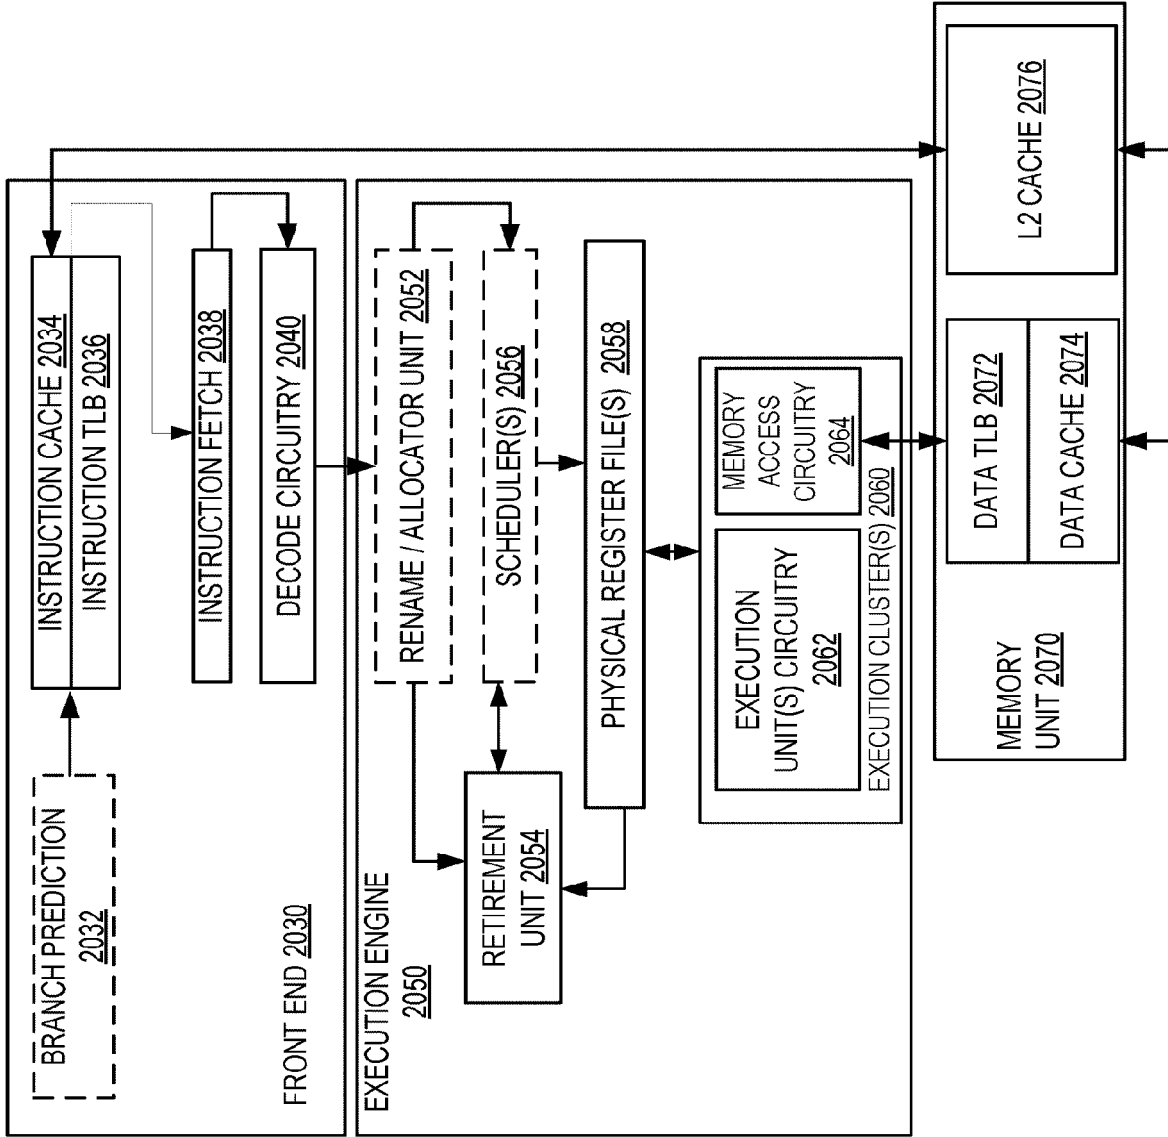 BRANCH PREDICTION
2032
INSTRUCTION CACHE 2034
INSTRUCTION TLB 2036
INSTRUCTION FETCH 2038
DECODE CIRCUITRY 2040
FRONT END 2030
EXECUTION ENGINE
2050
RENAME / ALLOCATOR UNIT 2052
RETIREMENT
UNIT 2054
SCHEDULER(S) 2056
PHYSICAL REGISTER FILE(S) 2058
EXECUTION
UNIT(S) CIRCUITRY
2062
MEMORY
ACCESS
CIRCUITRY
2064
EXECUTION CLUSTER(S) 2060
MEMORY
UNIT 2070
DATA TLB 2072
DATA CACHE 2074
L2 CACHE 2076